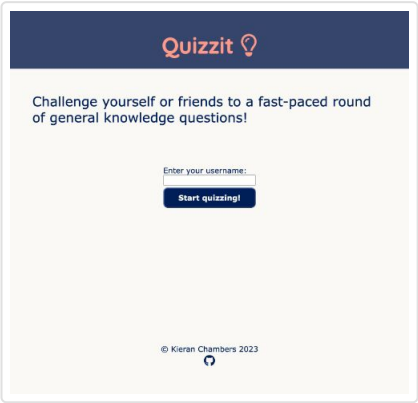 Quizzit
Challenge yourself or friends to a fast-paced round
of general knowledge questions!
Enter your username:
Start quizzing!
© Kieran Chambers 2023